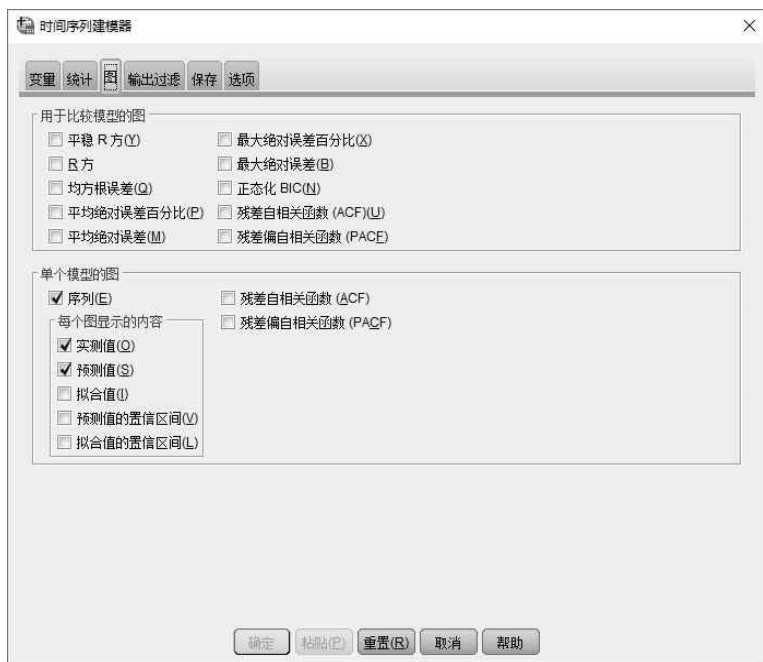 时间序列建模器
变量 统计 图 输出过滤 保存 选项
用于比较模型的图
平稳 R 方(Y) 最大绝对误差百分比(X)
R 方 最大绝对误差(B)
均方根误差(Q) 正态化 BIC(N)
平均绝对误差百分比(P) 残差自相关函数 (ACF)(U)
平均绝对误差(M) 残差偏自相关函数 (PACF)
单个模型的图
序列(E) 残差自相关函数 (ACF)
每个图显示的内容 残差偏自相关函数 (PACF)
实测值(O)
预测值(S)
拟合值(I)
预测值的置信区间(V)
拟合值的置信区间(L)
确定 粘贴(P) 重置(R) 取消 帮助